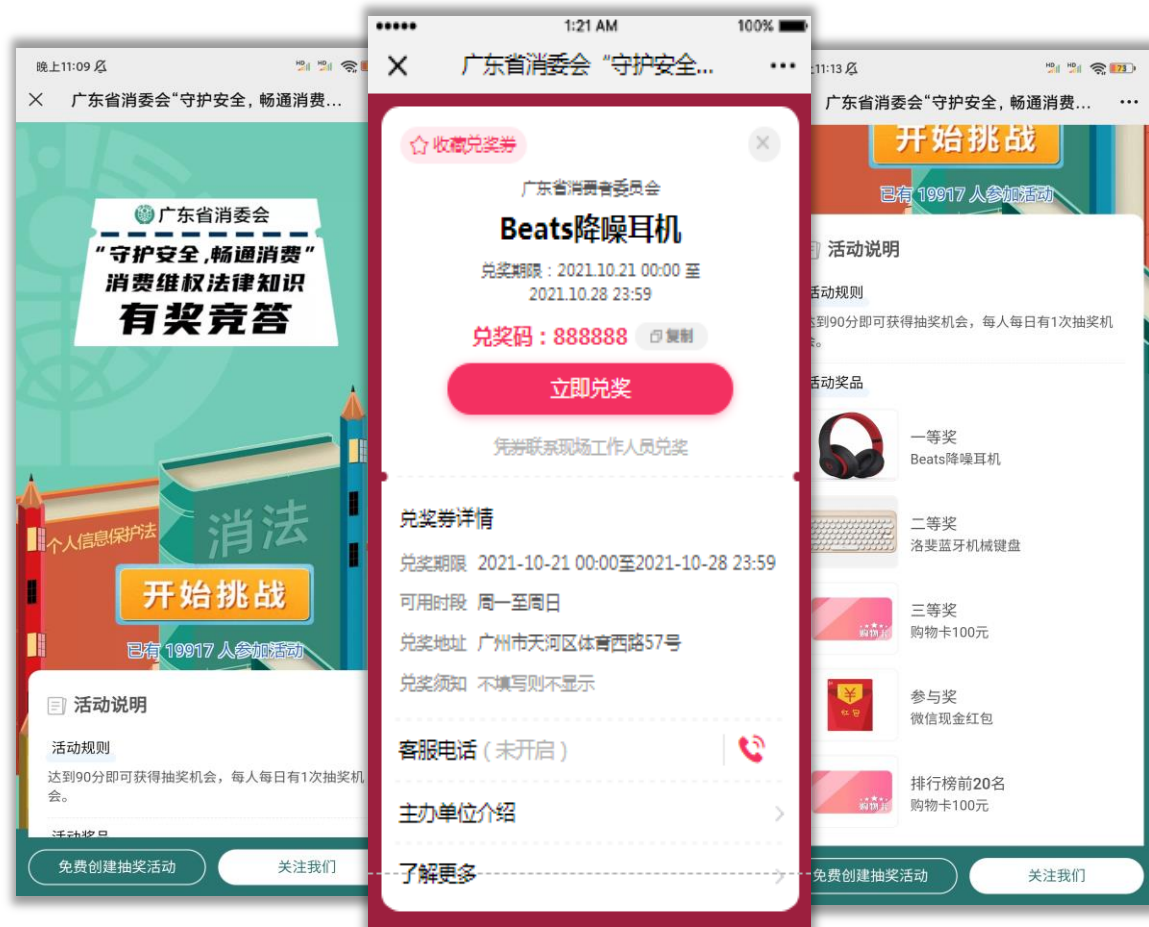 晚上11:09
HD
HD
广东省消委会“守护安全，畅通消费...
广东省消委会
“守护安全,畅通消费”
消费维权法律知识
有奖竞答
个人信息保护法
消法
开始挑战
已有 19917 人参加活动
活动说明
活动规则
达到90分即可获得抽奖机会，每人每日有1次抽奖机
会。
活动奖品
免费创建抽奖活动
关注我们
1:21 AM
100%
广东省消委会“守护安全...
收藏兑奖券
广东省消费者委员会
Beats降噪耳机
兑奖期限：2021.10.21 00:00 至
2021.10.28 23:59
兑奖码：888888
复制
立即兑奖
凭券联系现场工作人员兑奖
兑奖券详情
兑奖期限 2021-10-21 00:00至2021-10-28 23:59
可用时段 周一至周日
兑奖地址 广州市天河区体育西路57号
兑奖须知 不填写则不显示
客服电话（未开启）
主办单位介绍
了解更多
11:13
HD
HD
73
广东省消委会“守护安全，畅通消费...
开始挑战
已有 19917 人参加活动
活动说明
活动规则
达到90分即可获得抽奖机会，每人每日有1次抽奖机
会。
活动奖品
一等奖
Beats降噪耳机
二等奖
洛斐蓝牙机械键盘
购物卡
三等奖
购物卡100元
¥
红包
参与奖
微信现金红包
购物卡
排行榜前20名
购物卡100元
免费创建抽奖活动
关注我们